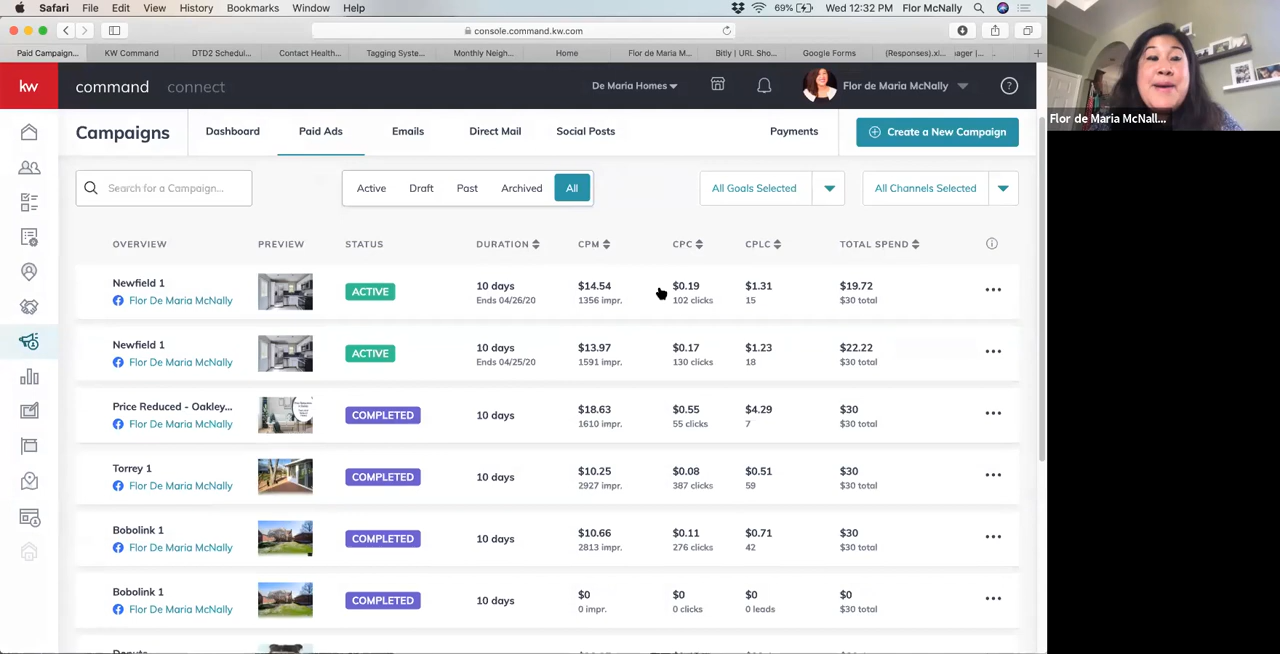 Safari File Edit View History Bookmarks Window Help 69% Wed 12:32 PM Flor McNally
console.command.kw.com
Paid Campaign... KW Command DTD2 Schedul... Contact Health... Tagging Syste... Monthly Neigh... Home Flor de Maria M... Bitly | URL Sho... Google Forms (Responses).xl... ager |...
kw command connect De Maria Homes Flor de Maria McNally ?
Flor de Maria McNall...
Campaigns Dashboard Paid Ads Emails Direct Mail Social Posts Payments Create a New Campaign
Search for a Campaign... Active Draft Past Archived All All Goals Selected All Channels Selected
OVERVIEW PREVIEW STATUS DURATION CPM CPC CPLC TOTAL SPEND
Newfield 1 ACTIVE 10 days $14.54 $0.19 $1.31 $19.72
Flor De Maria McNally Ends 04/26/20 1356 impr. 102 clicks 15 $30 total
Newfield 1 ACTIVE 10 days $13.97 $0.17 $1.23 $22.22
Flor De Maria McNally Ends 04/25/20 1591 impr. 130 clicks 18 $30 total
Price Reduced - Oakley... COMPLETED 10 days $18.63 $0.55 $4.29 $30
Flor De Maria McNally 1610 impr. 55 clicks 7 $30 total
Torrey 1 COMPLETED 10 days $10.25 $0.08 $0.51 $30
Flor De Maria McNally 2927 impr. 387 clicks 59 $30 total
Bobolink 1 COMPLETED 10 days $10.66 $0.11 $0.71 $30
Flor De Maria McNally 2813 impr. 276 clicks 42 $30 total
Bobolink 1 COMPLETED 10 days $0 $0 $0 $0
Flor De Maria McNally 0 impr. 0 clicks 0 leads $30 total